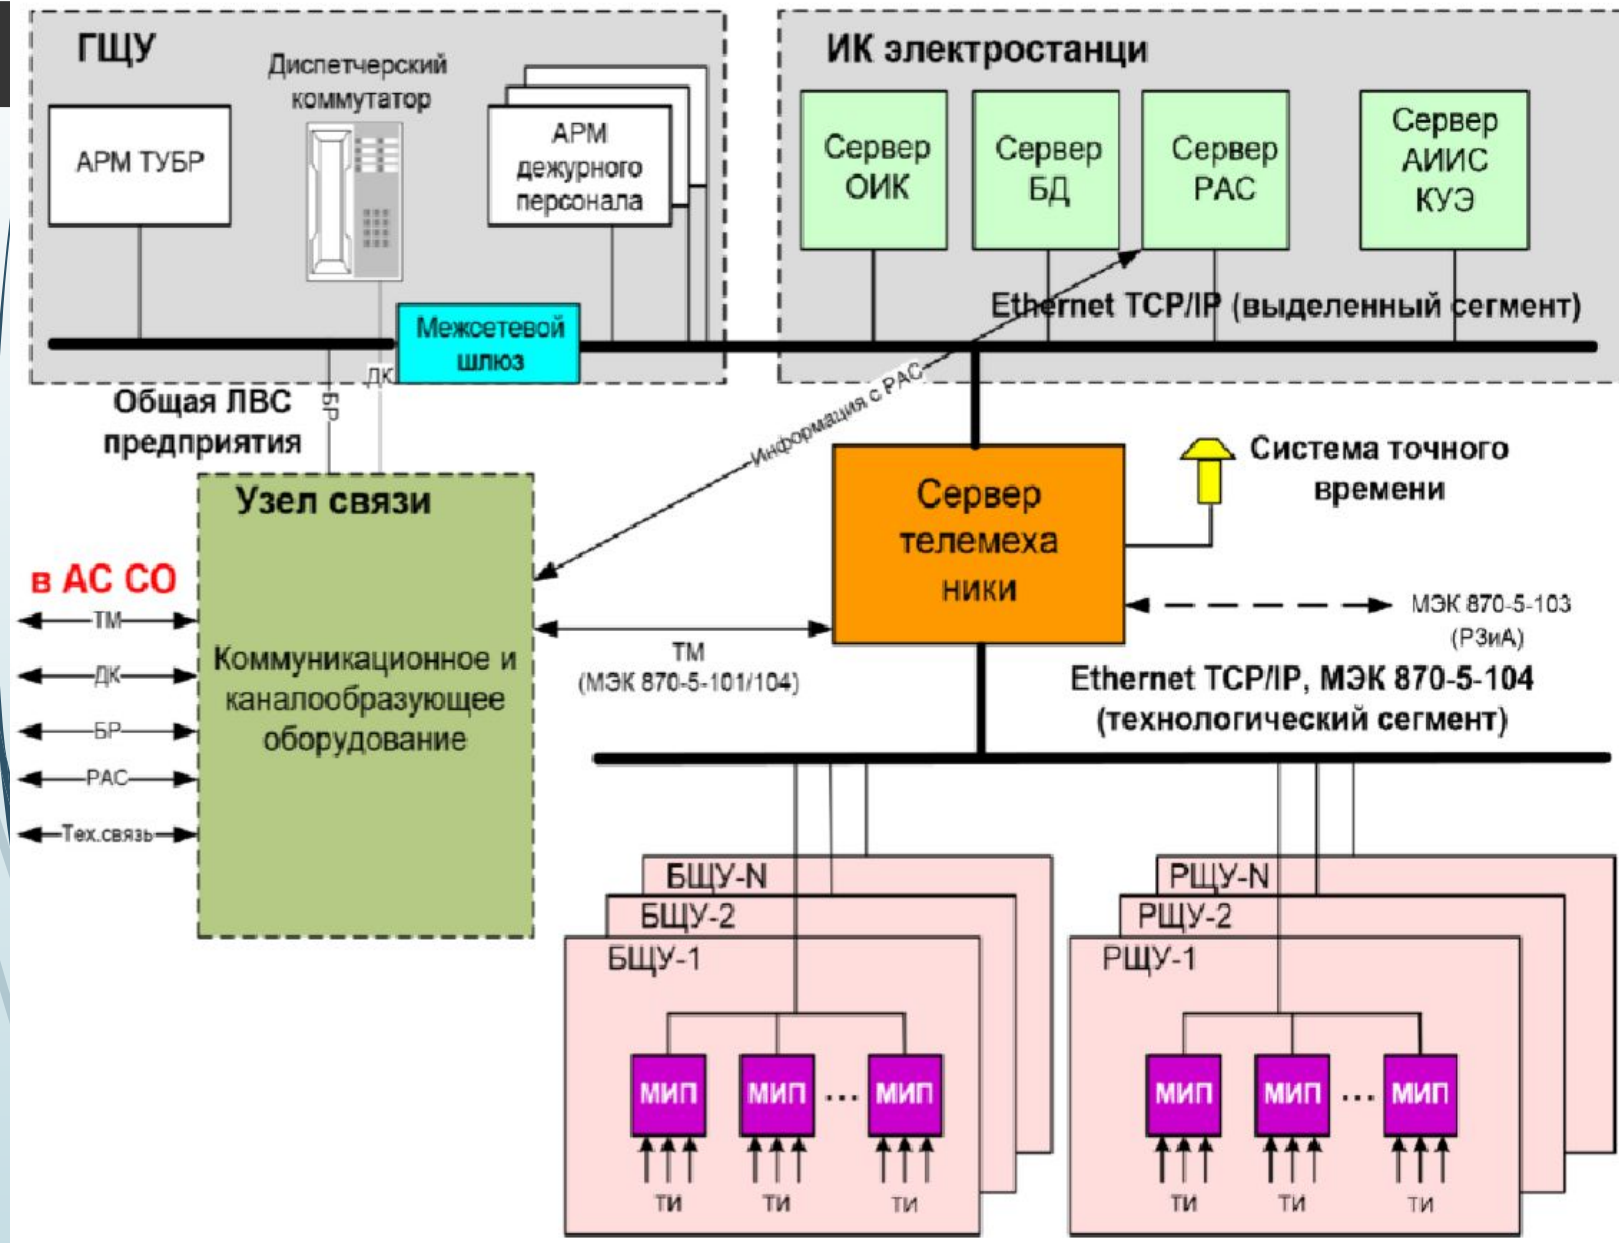 ГЩУ
Диспетчерский
коммутатор
АРМ ТУБР
АРМ
дежурного
персонала
Межсетевой
шлюз
ИК электростанци
Сервер
ОИК
Сервер
БД
Сервер
РАС
Сервер
АИИС
КУЭ
Ethernet TCP/IP (выделенный сегмент)
Общая ЛВС
предприятия
БР
ДК
Информация с РАС
Узел связи
Коммуникационное и
каналообразующее
оборудование
в АС СО
ТМ
ДК
БР
РАС
Тех.связь
ТМ
(МЭК 870-5-101/104)
Сервер
телемеха
ники
Система точного
времени
МЭК 870-5-103
(РЗиА)
Ethernet TCP/IP, МЭК 870-5-104
(технологический сегмент)
БЩУ-N
БЩУ-2
БЩУ-1
МИП
МИП
...
МИП
ТИ
ТИ
ТИ
РЩУ-N
РЩУ-2
РЩУ-1
МИП
МИП
...
МИП
ТИ
ТИ
ТИ